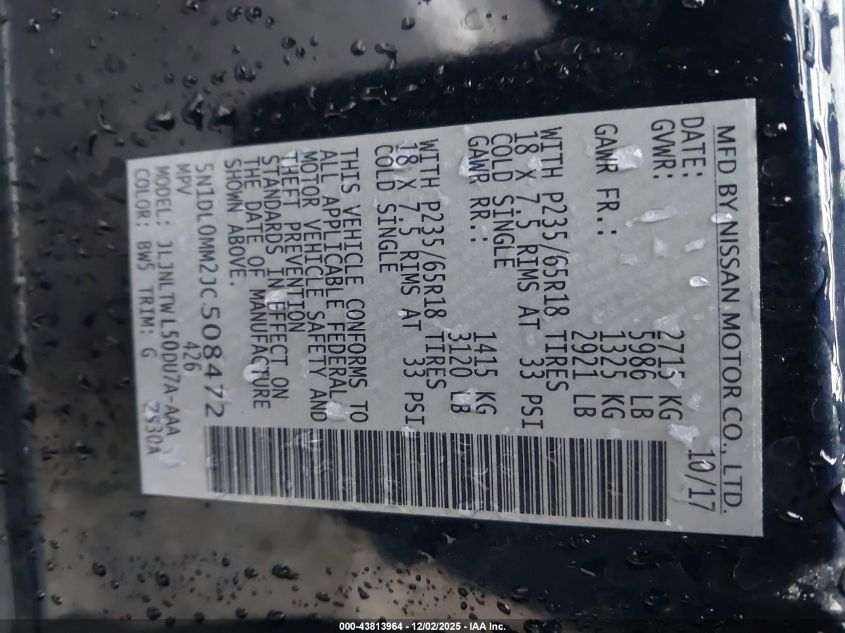 MFD BY NISSAN MOTOR CO., LTD.
DATE: 10/17
GVWR: 2715 KG
5986 LB
GAWR FR.: 1325 KG
2921 LB
WITH P235/65R18 TIRES
18 X 7.5 RIMS AT 33 PSI
COLD SINGLE
GAWR RR.: 1415 KG
3120 LB
WITH P235/65R18 TIRES
18 X 7.5 RIMS AT 33 PSI
COLD SINGLE
THIS VEHICLE CONFORMS TO
ALL APPLICABLE FEDERAL
MOTOR VEHICLE SAFETY AND
THEFT PREVENTION
STANDARDS IN EFFECT ON
THE DATE OF MANUFACTURE
SHOWN ABOVE.
5N1DL0MM2JC508472
MPV 426
MODEL: JLJNLTWL50DU7A-AAA
COLOR: BW5 TRIM: G
000-43813964 - 12/02/2025 - IAA Inc.